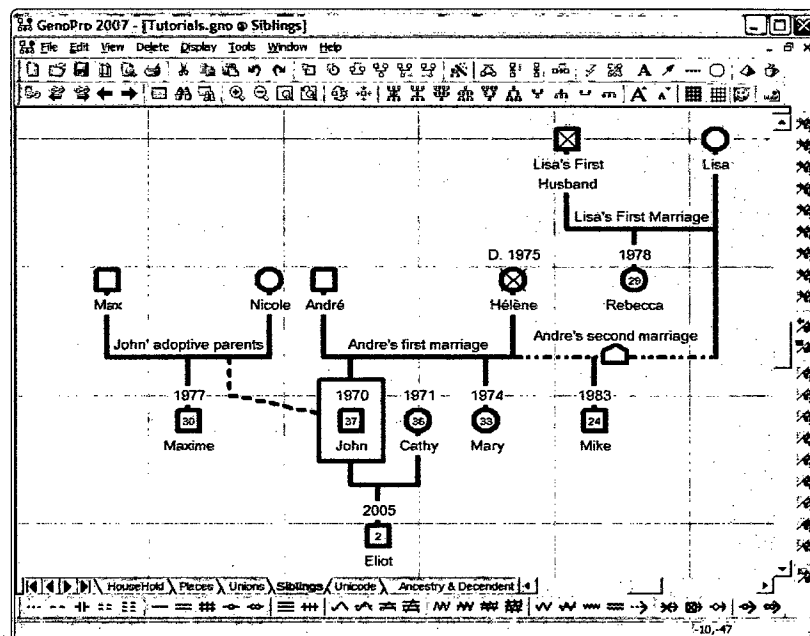 GenoPro 2007 - [Tutorials.gno @ Siblings]
File Edit View Delete Display Tools Window Help
Lisa's First
Husband
Lisa
Lisa's First Marriage
D. 1975
1978
29
Max
Nicole
André
Hélène
Rebecca
John' adoptive parents
Andre's first marriage
Andre's second marriage
1977
1970
1971
1974
1983
30
37
36
33
24
Maxime
John
Cathy
Mary
Mike
2005
2
Eliot
HouseHold Places Unions Siblings Unicode Ancestry & Decendent
-10,-47